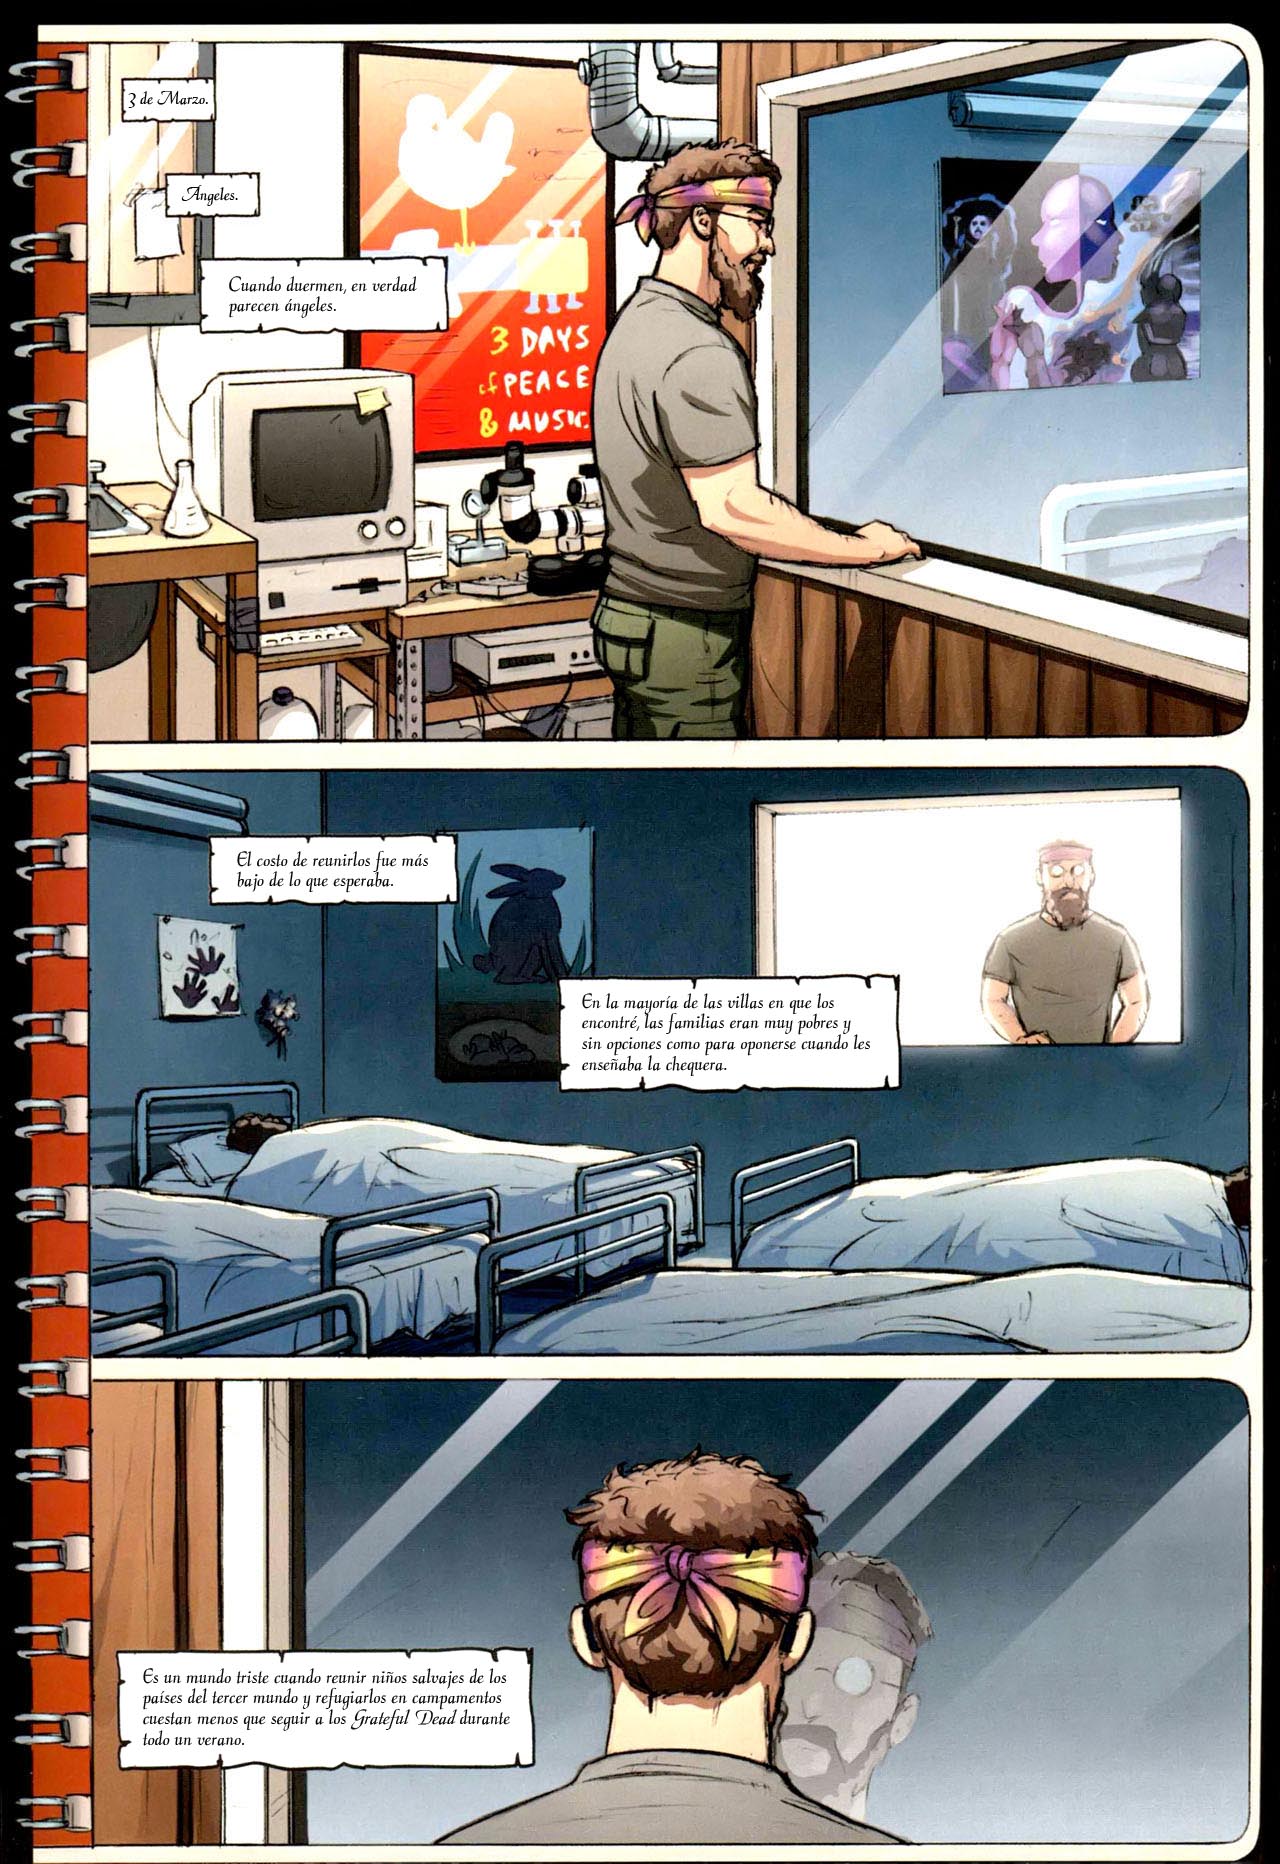 3 de Marzo.
Ángeles.
Cuando duermen, en verdad
parecen ángeles.
3 DAYS
of PEACE
& MUSIC.
El costo de reunirlos fue más
bajo de lo que esperaba.
En la mayoría de las villas en que los
encontré, las familias eran muy pobres y
sin opciones como para oponerse cuando les
enseñaba la chequera.
Es un mundo triste cuando reunir niños salvajes de los
países del tercer mundo y refugiarlos en campamentos
cuestan menos que seguir a los Grateful Dead durante
todo un verano.